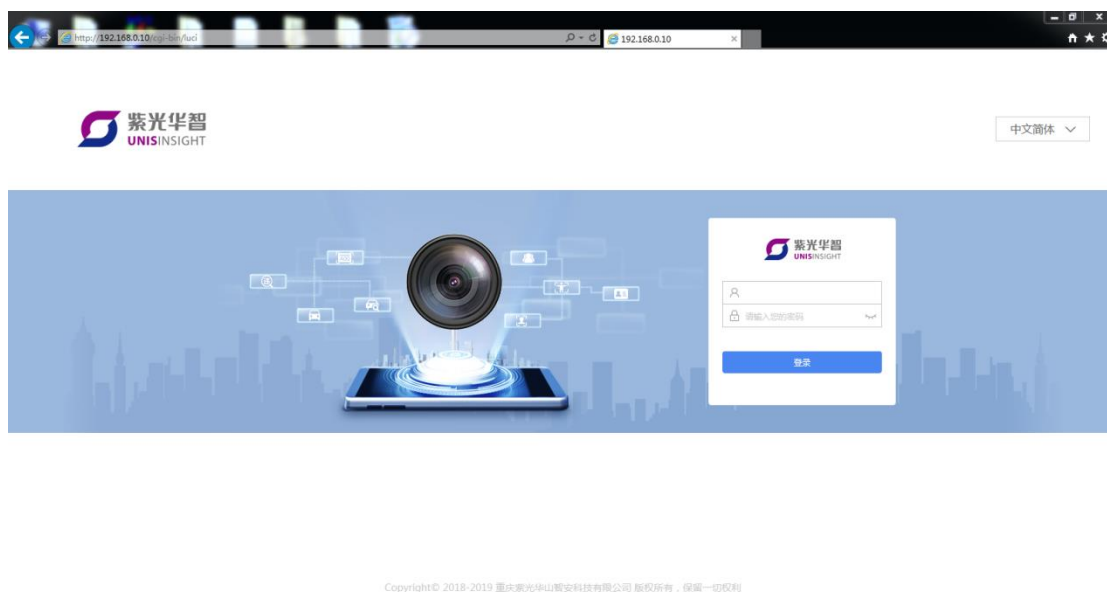 http://192.168.0.10/cgi-bin/luci
192.168.0.10
紫光华智
UNISINSIGHT
中文简体
紫光华智
UNISINSIGHT
请输入您的密码
登录
Copyright© 2018-2019 重庆紫光华山智安科技有限公司 版权所有，保留一切权利